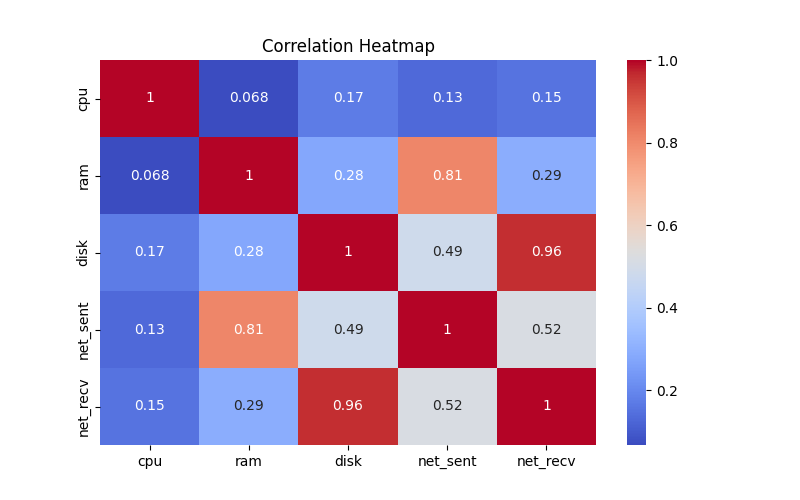 Correlation Heatmap
cpu 1 0.068 0.17 0.13 0.15
ram 0.068 1 0.28 0.81 0.29
disk 0.17 0.28 1 0.49 0.96
net_sent 0.13 0.81 0.49 1 0.52
net_recv 0.15 0.29 0.96 0.52 1
cpu ram disk net_sent net_recv
1.0
0.8
0.6
0.4
0.2